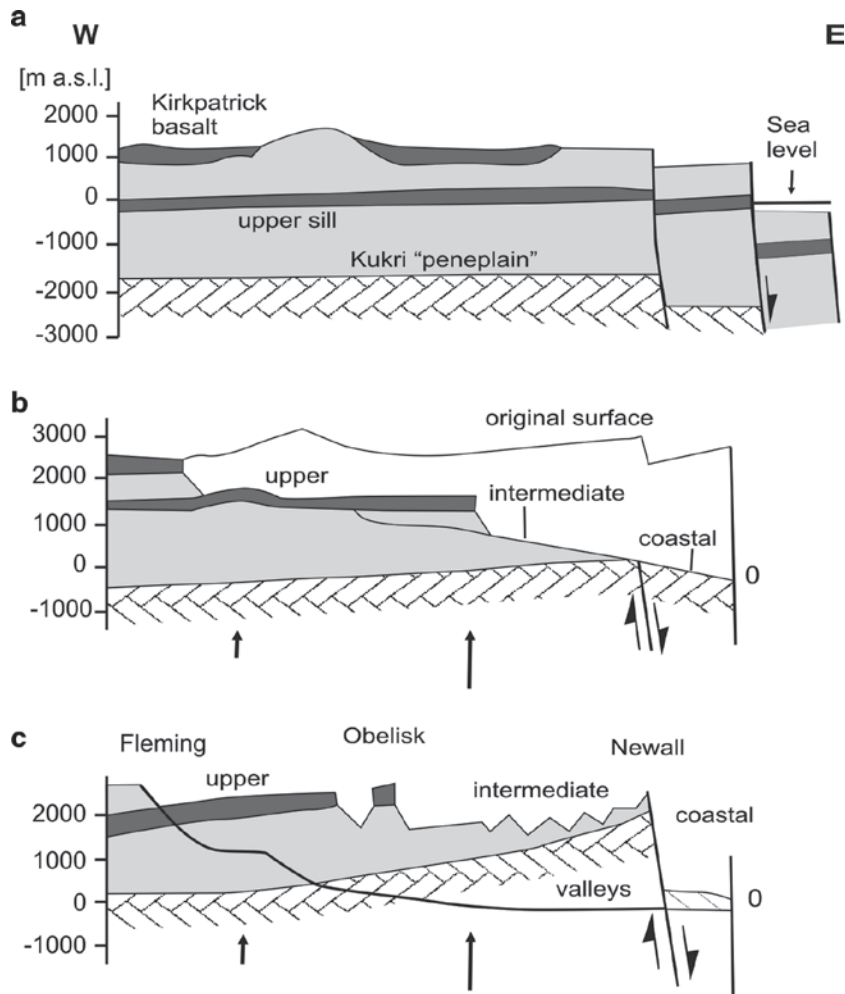 a
W E
[m a.s.l.]
2000
1000
0
-1000
-2000
-3000
Kirkpatrick
basalt
upper sill
Kukri "peneplain"
Sea
level
b
3000
2000
1000
0
-1000
original surface
upper
intermediate
coastal
0
c
Fleming
Obelisk
Newall
upper
intermediate
coastal
2000
1000
0
-1000
valleys
0